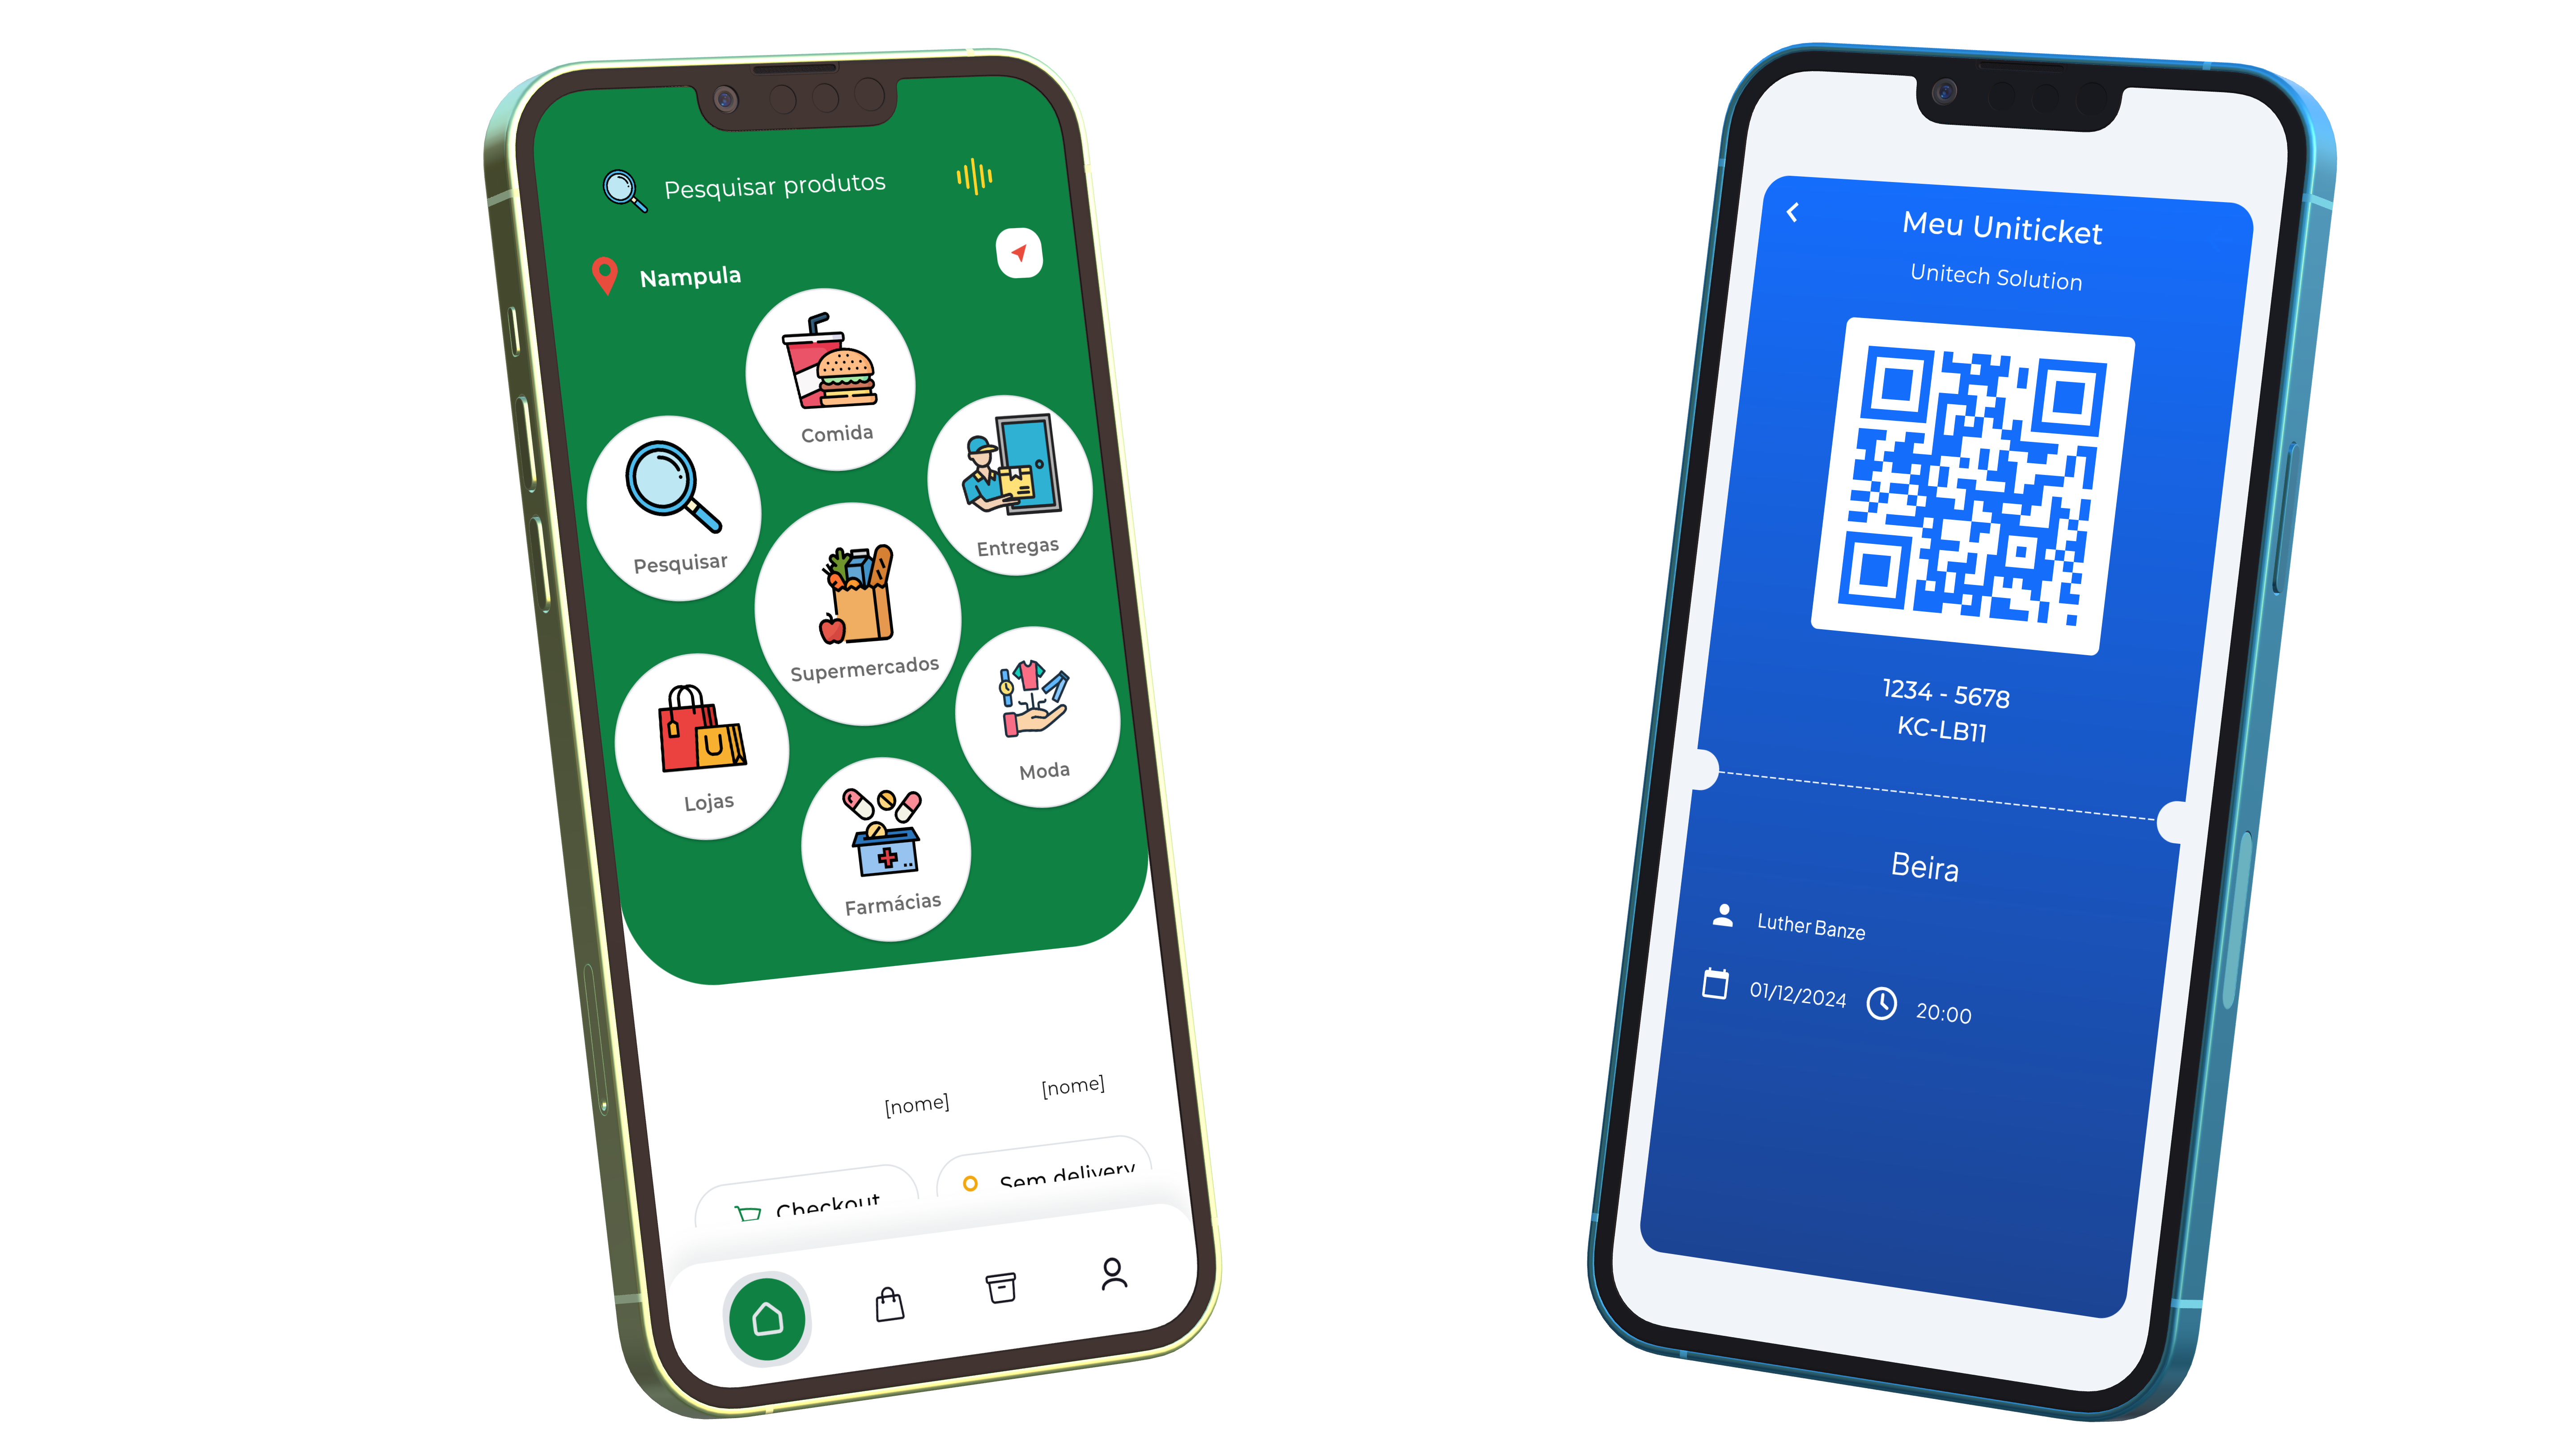 Pesquisar produtos
Nampula
Comida
Pesquisar
Entregas
Supermercados
Lojas
Moda
Farmácias
[nome]
[nome]
Checkout
Sem delivery
Meu Uniticket
Unitech Solution
1234 - 5678
KC-LB11
Beira
Luther Banze
01/12/2024
20:00